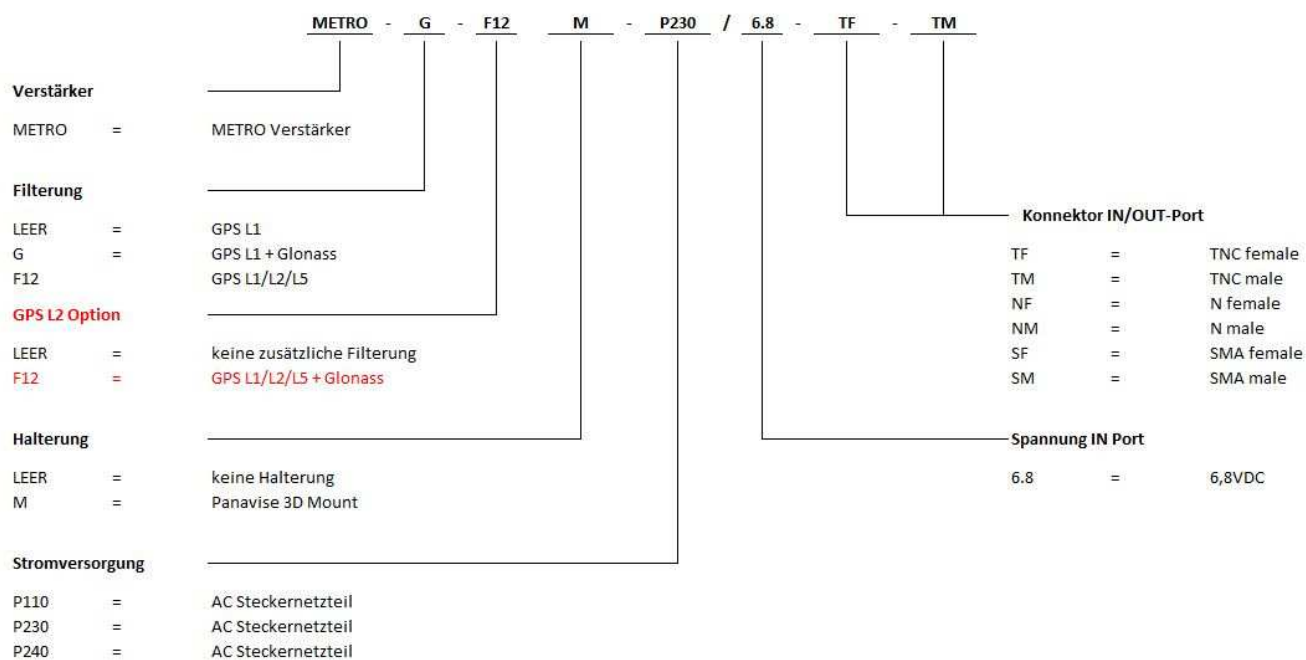 METRO - G - F12 M - P230 / 6.8 - TF - TM
Verstärker
METRO = METRO Verstärker
Filterung
LEER = GPS L1
G = GPS L1 + Glonass
F12 GPS L1/L2/L5
GPS L2 Option
LEER = keine zusätzliche Filterung
F12 = GPS L1/L2/L5 + Glonass
Halterung
LEER = keine Halterung
M = Panavise 3D Mount
Stromversorgung
P110 = AC Steckernetzteil
P230 = AC Steckernetzteil
P240 = AC Steckernetzteil
Konnektor IN/OUT-Port
TF = TNC female
TM = TNC male
NF = N female
NM = N male
SF = SMA female
SM = SMA male
Spannung IN Port
6.8 = 6,8VDC